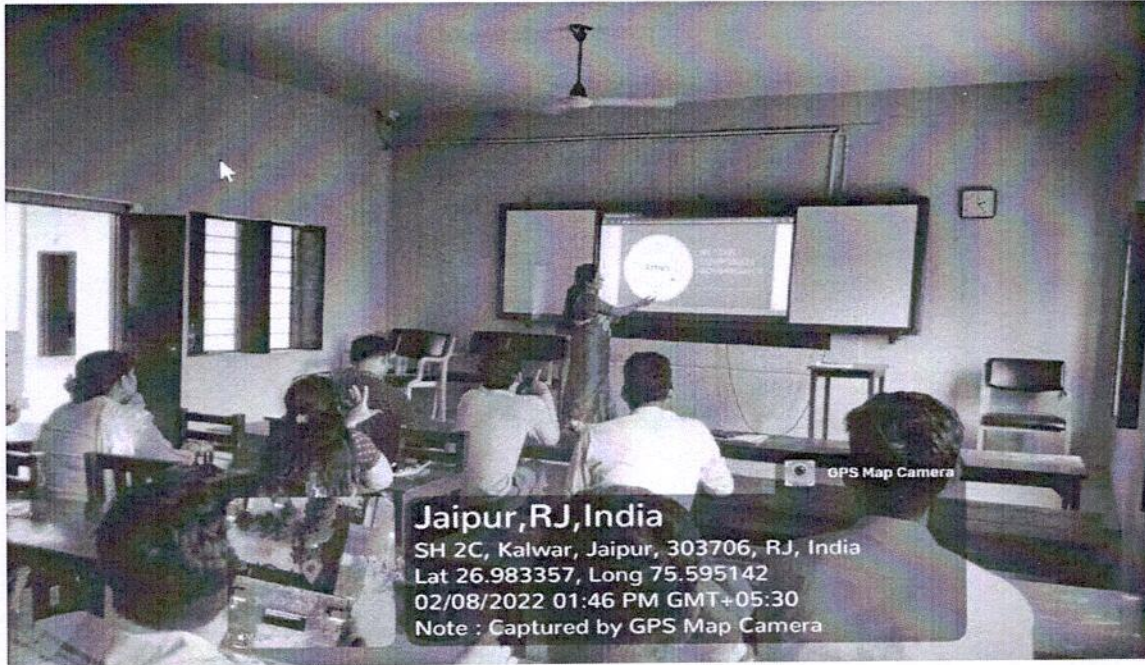 GPS Map Camera
Jaipur,RJ,India
SH 2C, Kalwar, Jaipur, 303706, RJ, India
Lat 26.983357, Long 75.595142
02/08/2022 01:46 PM GMT+05:30
Note : Captured by GPS Map Camera